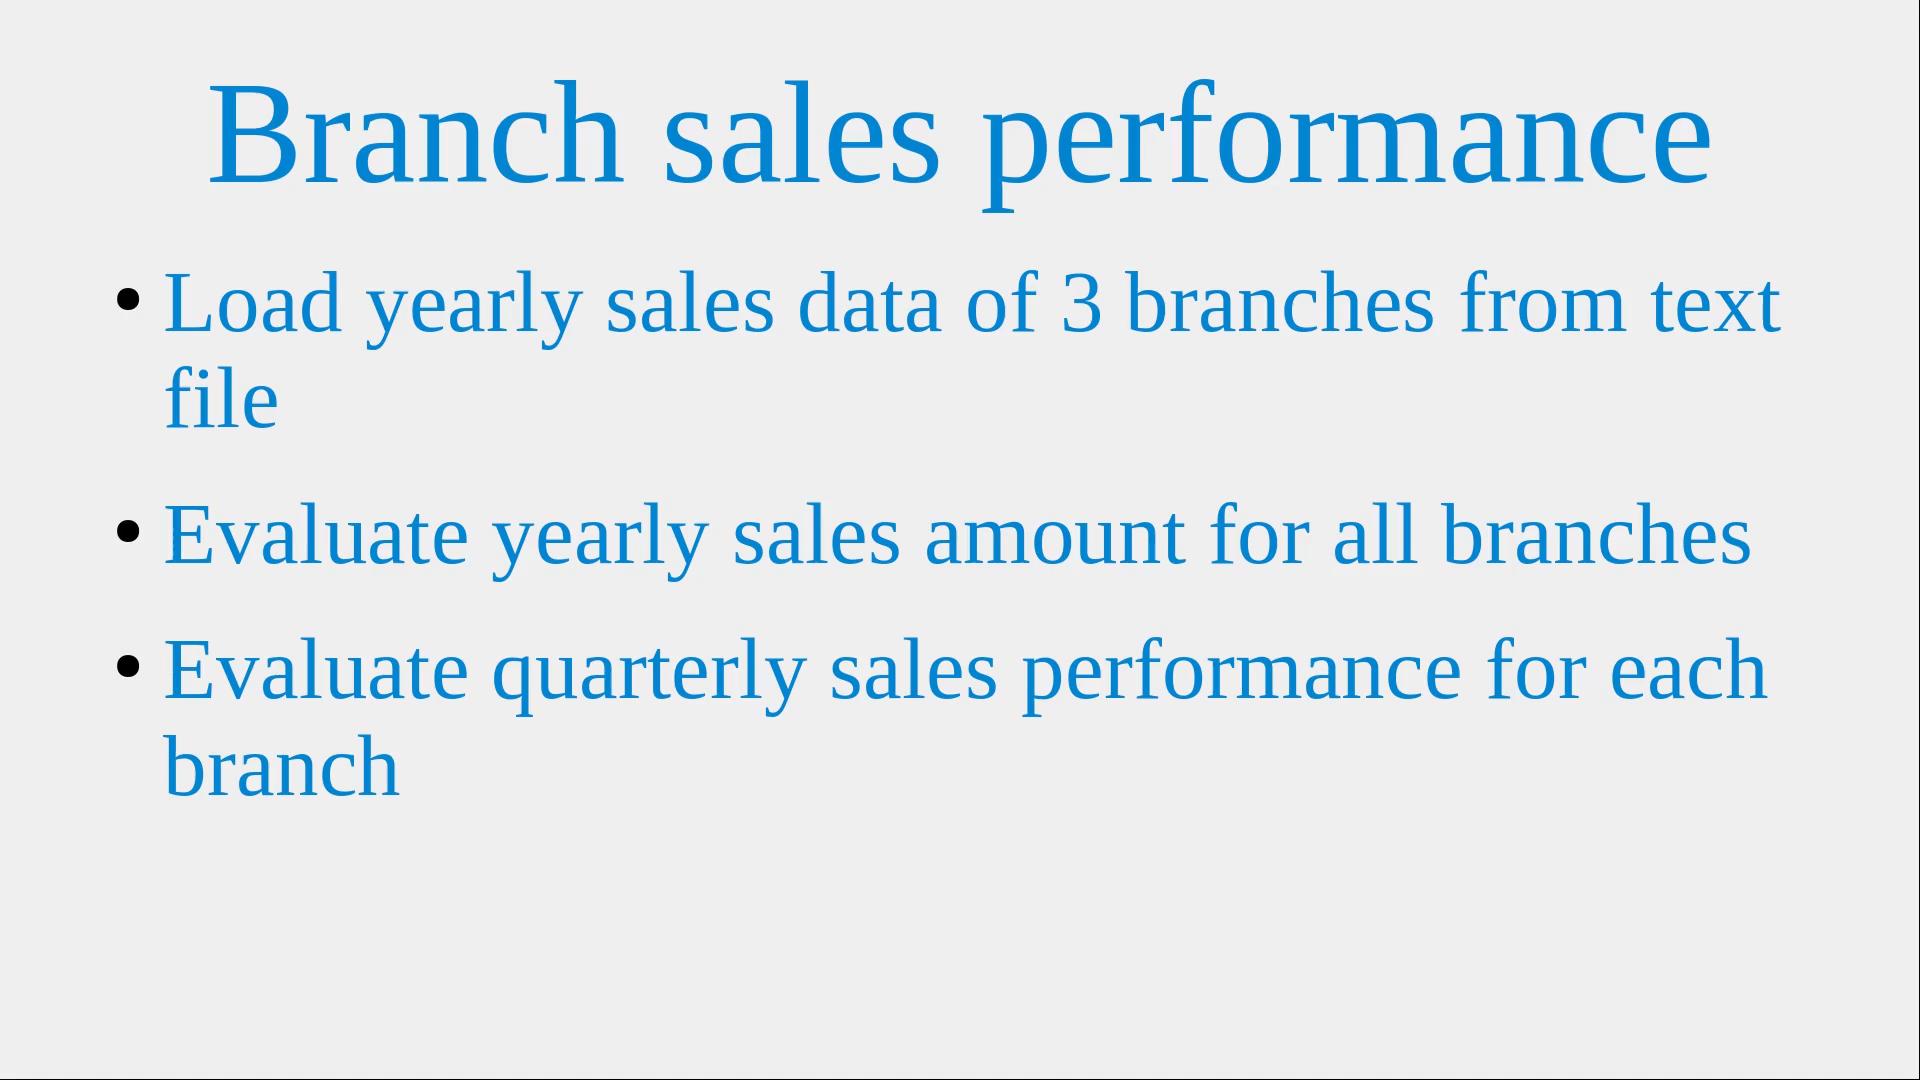 Branch sales performance
• Load yearly sales data of 3 branches from text
file
• Evaluate yearly sales amount for all branches
• Evaluate quarterly sales performance for each
branch